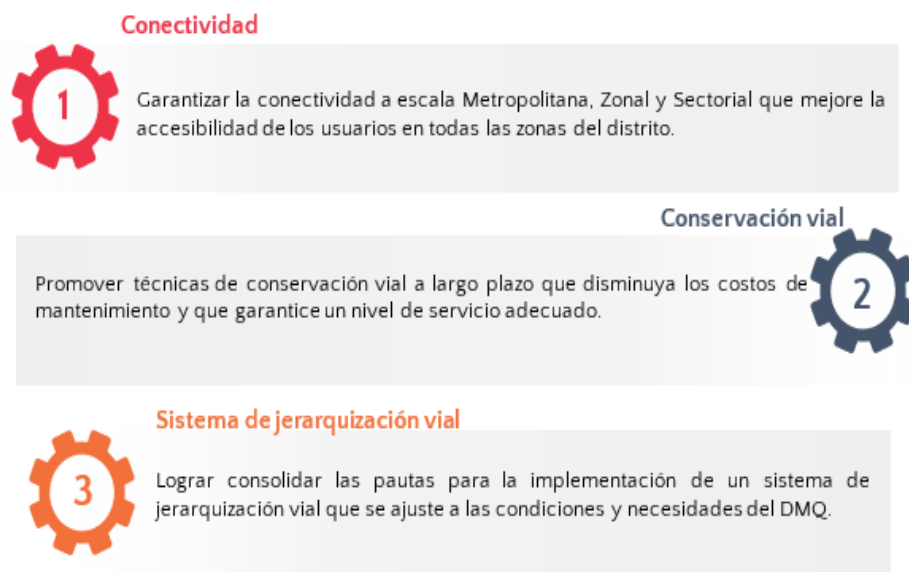 Conectividad
1
Garantizar la conectividad a escala Metropolitana, Zonal y Sectorial que mejore la
accesibilidad de los usuarios en todas las zonas del distrito.
Conservación vial
Promover técnicas de conservación vial a largo plazo que disminuya los costos de
mantenimiento y que garantice un nivel de servicio adecuado.
2
Sistema de jerarquización vial
3
Lograr consolidar las pautas para la implementación de un sistema de
jerarquización vial que se ajuste a las condiciones y necesidades del DMQ.